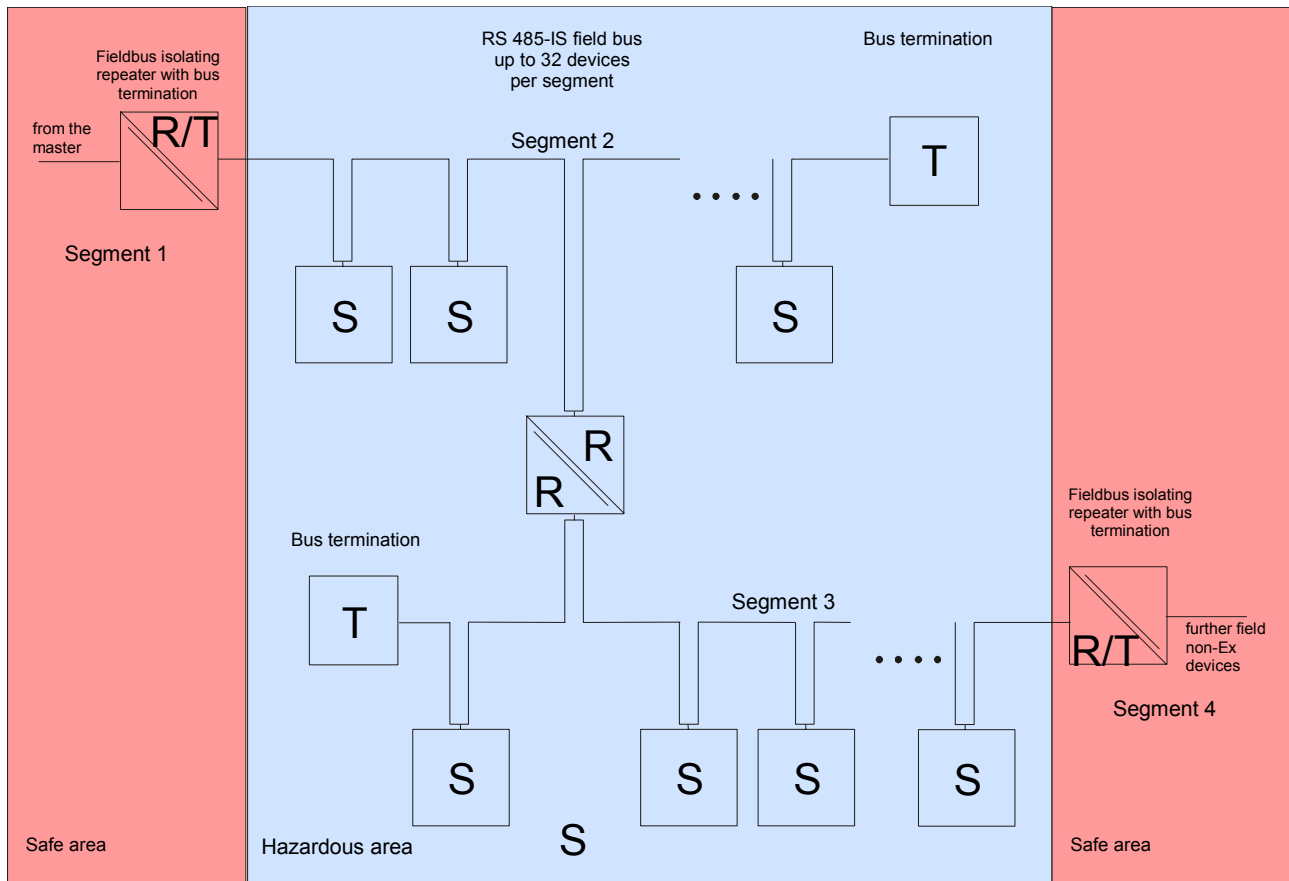 RS 485-IS field bus
up to 32 devices
per segment
Bus termination
Fieldbus isolating
repeater with bus
termination
from the
master
R/T
Segment 2
T
Segment 1
S
S
S
R
R
Fieldbus isolating
repeater with bus
termination
Bus termination
T
Segment 3
R/T
further field
non-Ex
devices
Segment 4
S
S
S
S
S
Safe area
Hazardous area
Safe area